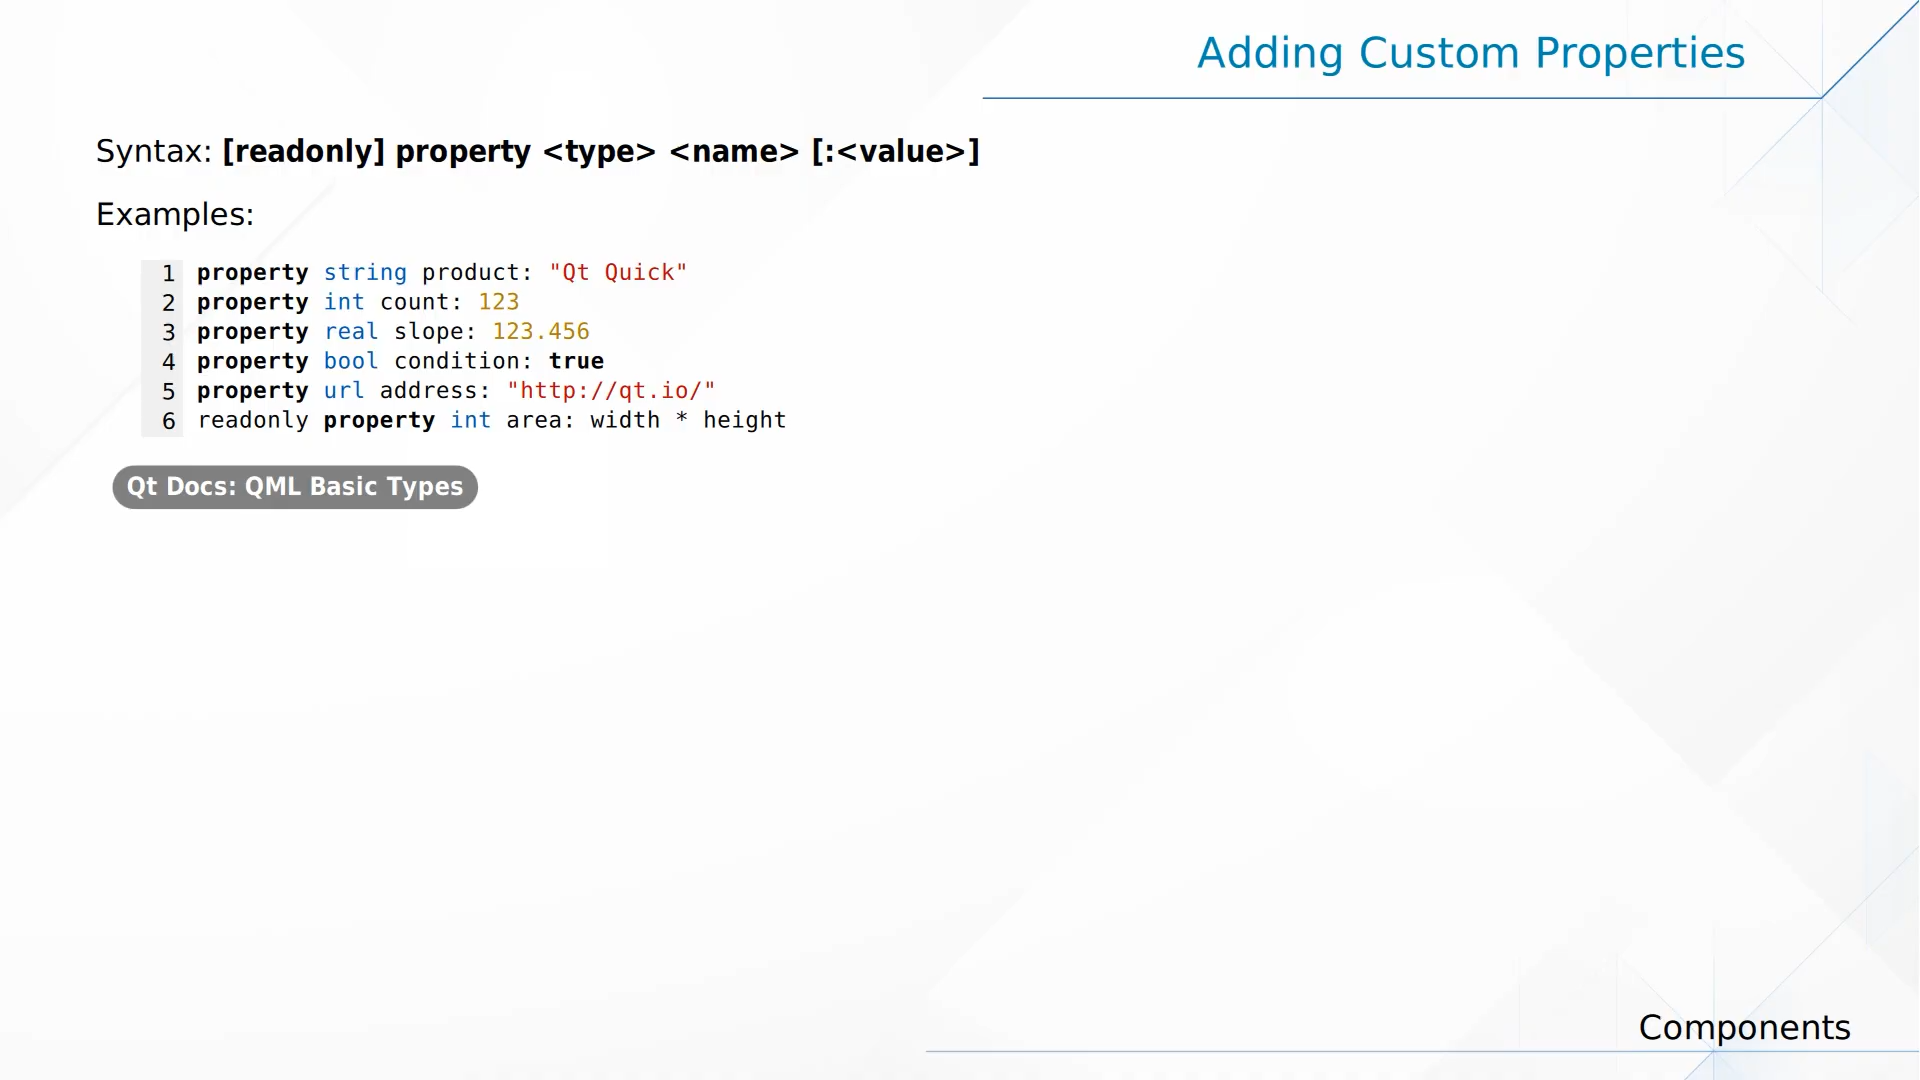 Adding Custom Properties
Syntax: [readonly] property <type> <name> [:<value>]
Examples:
1 property string product: "Qt Quick"
2 property int count: 123
3 property real slope: 123.456
4 property bool condition: true
5 property url address: "http://qt.io/"
6 readonly property int area: width * height
Qt Docs: QML Basic Types
Components